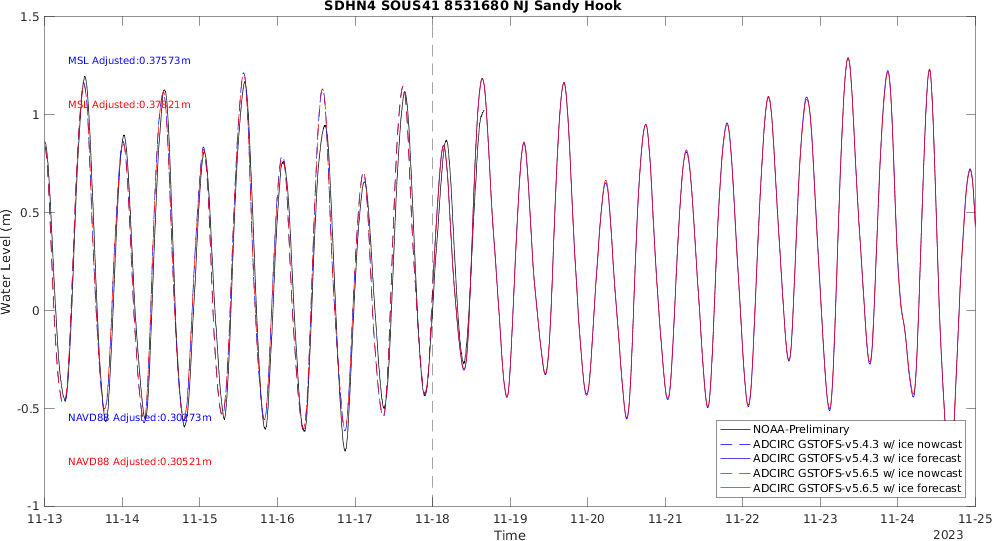 SDHN4 SOUS41 8531680 NJ Sandy Hook
1.5
1
0.5
0
-0.5
-1
Water Level (m)
MSL Adjusted:0.37573m
MSL Adjusted:0.37821m
NAVD88 Adjusted:0.30273m
NAVD88 Adjusted:0.30521m
NOAA-Preliminary
ADCIRC GSTOFS-v5.4.3 w/ ice nowcast
ADCIRC GSTOFS-v5.4.3 w/ ice forecast
ADCIRC GSTOFS-v5.6.5 w/ ice nowcast
ADCIRC GSTOFS-v5.6.5 w/ ice forecast
11-13 11-14 11-15 11-16 11-17 11-18 11-19 11-20 11-21 11-22 11-23 11-24 11-25
Time
2023